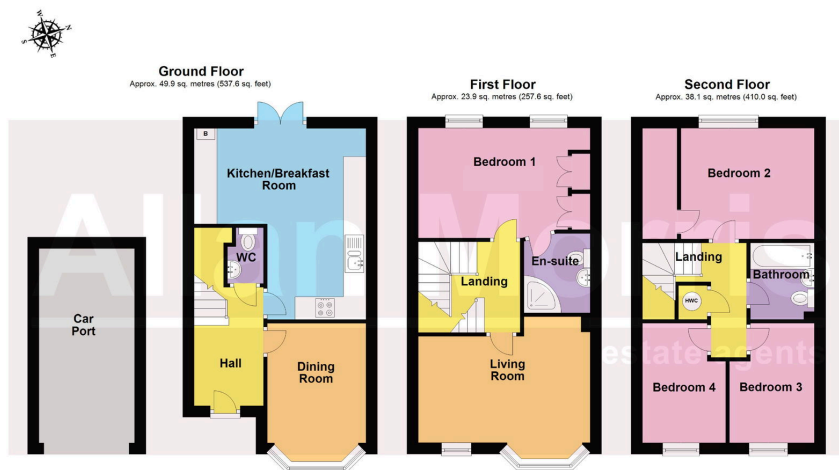 W
N
S
E
Ground Floor
Approx. 49.9 sq. metres (537.6 sq. feet)
First Floor
Approx. 23.9 sq. metres (257.6 sq. feet)
Second Floor
Approx. 38.1 sq. metres (410.0 sq. feet)
B
Kitchen/Breakfast
Room
WC
Hall
Dining
Room
Car
Port
Bedroom 1
En-suite
Landing
Living
Room
Bedroom 2
Landing
Bathroom
HWC
Bedroom 4
Bedroom 3
Allan Morris
estate agents